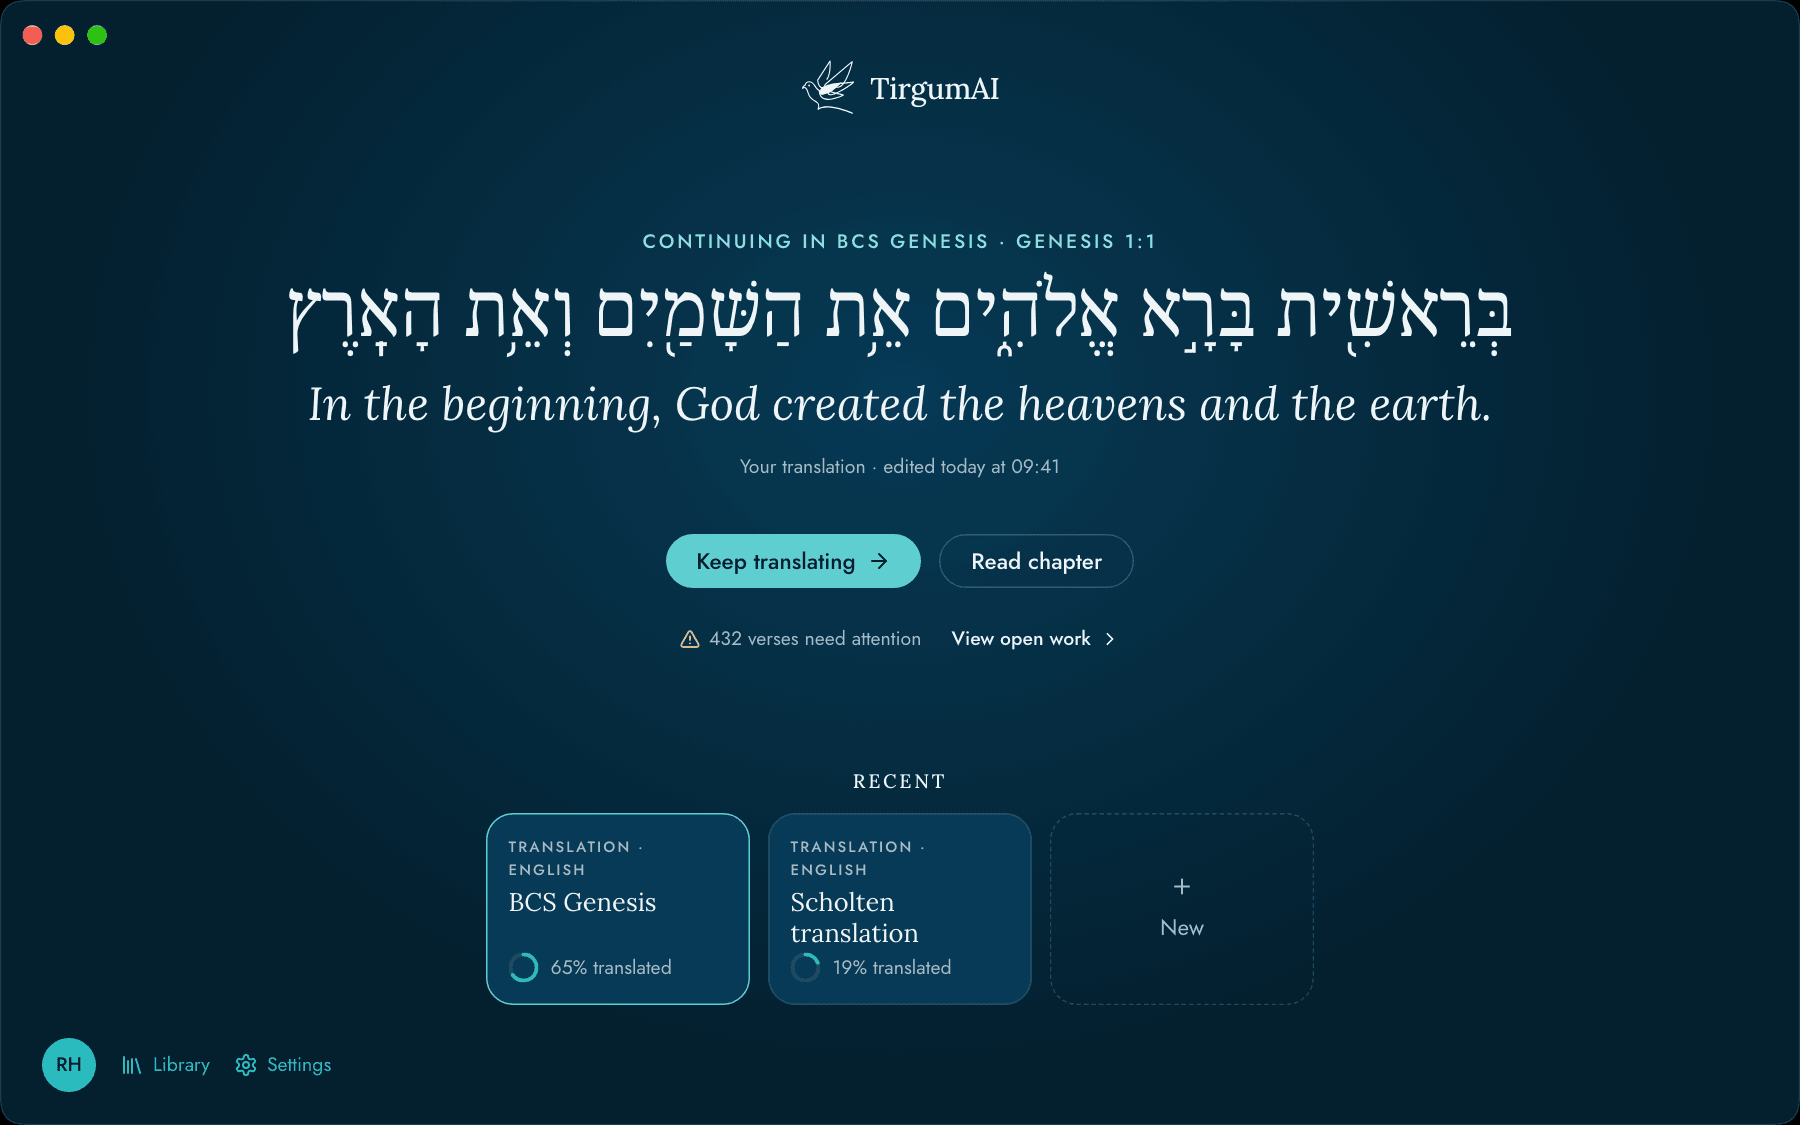 TirgumAI
CONTINUING IN BCS GENESIS · GENESIS 1:1
בְּרֵאשִׁ֖ית בָּרָ֣א אֱלֹהִ֑ים אֵ֥ת הַשָּׁמַ֖יִם וְאֵ֥ת הָאָֽרֶץ
In the beginning, God created the heavens and the earth.
Your translation · edited today at 09:41
Keep translating → Read chapter
432 verses need attention View open work >
RECENT
TRANSLATION ·
ENGLISH
BCS Genesis
65% translated
TRANSLATION ·
ENGLISH
Scholten
translation
19% translated
+
New
RH Library Settings